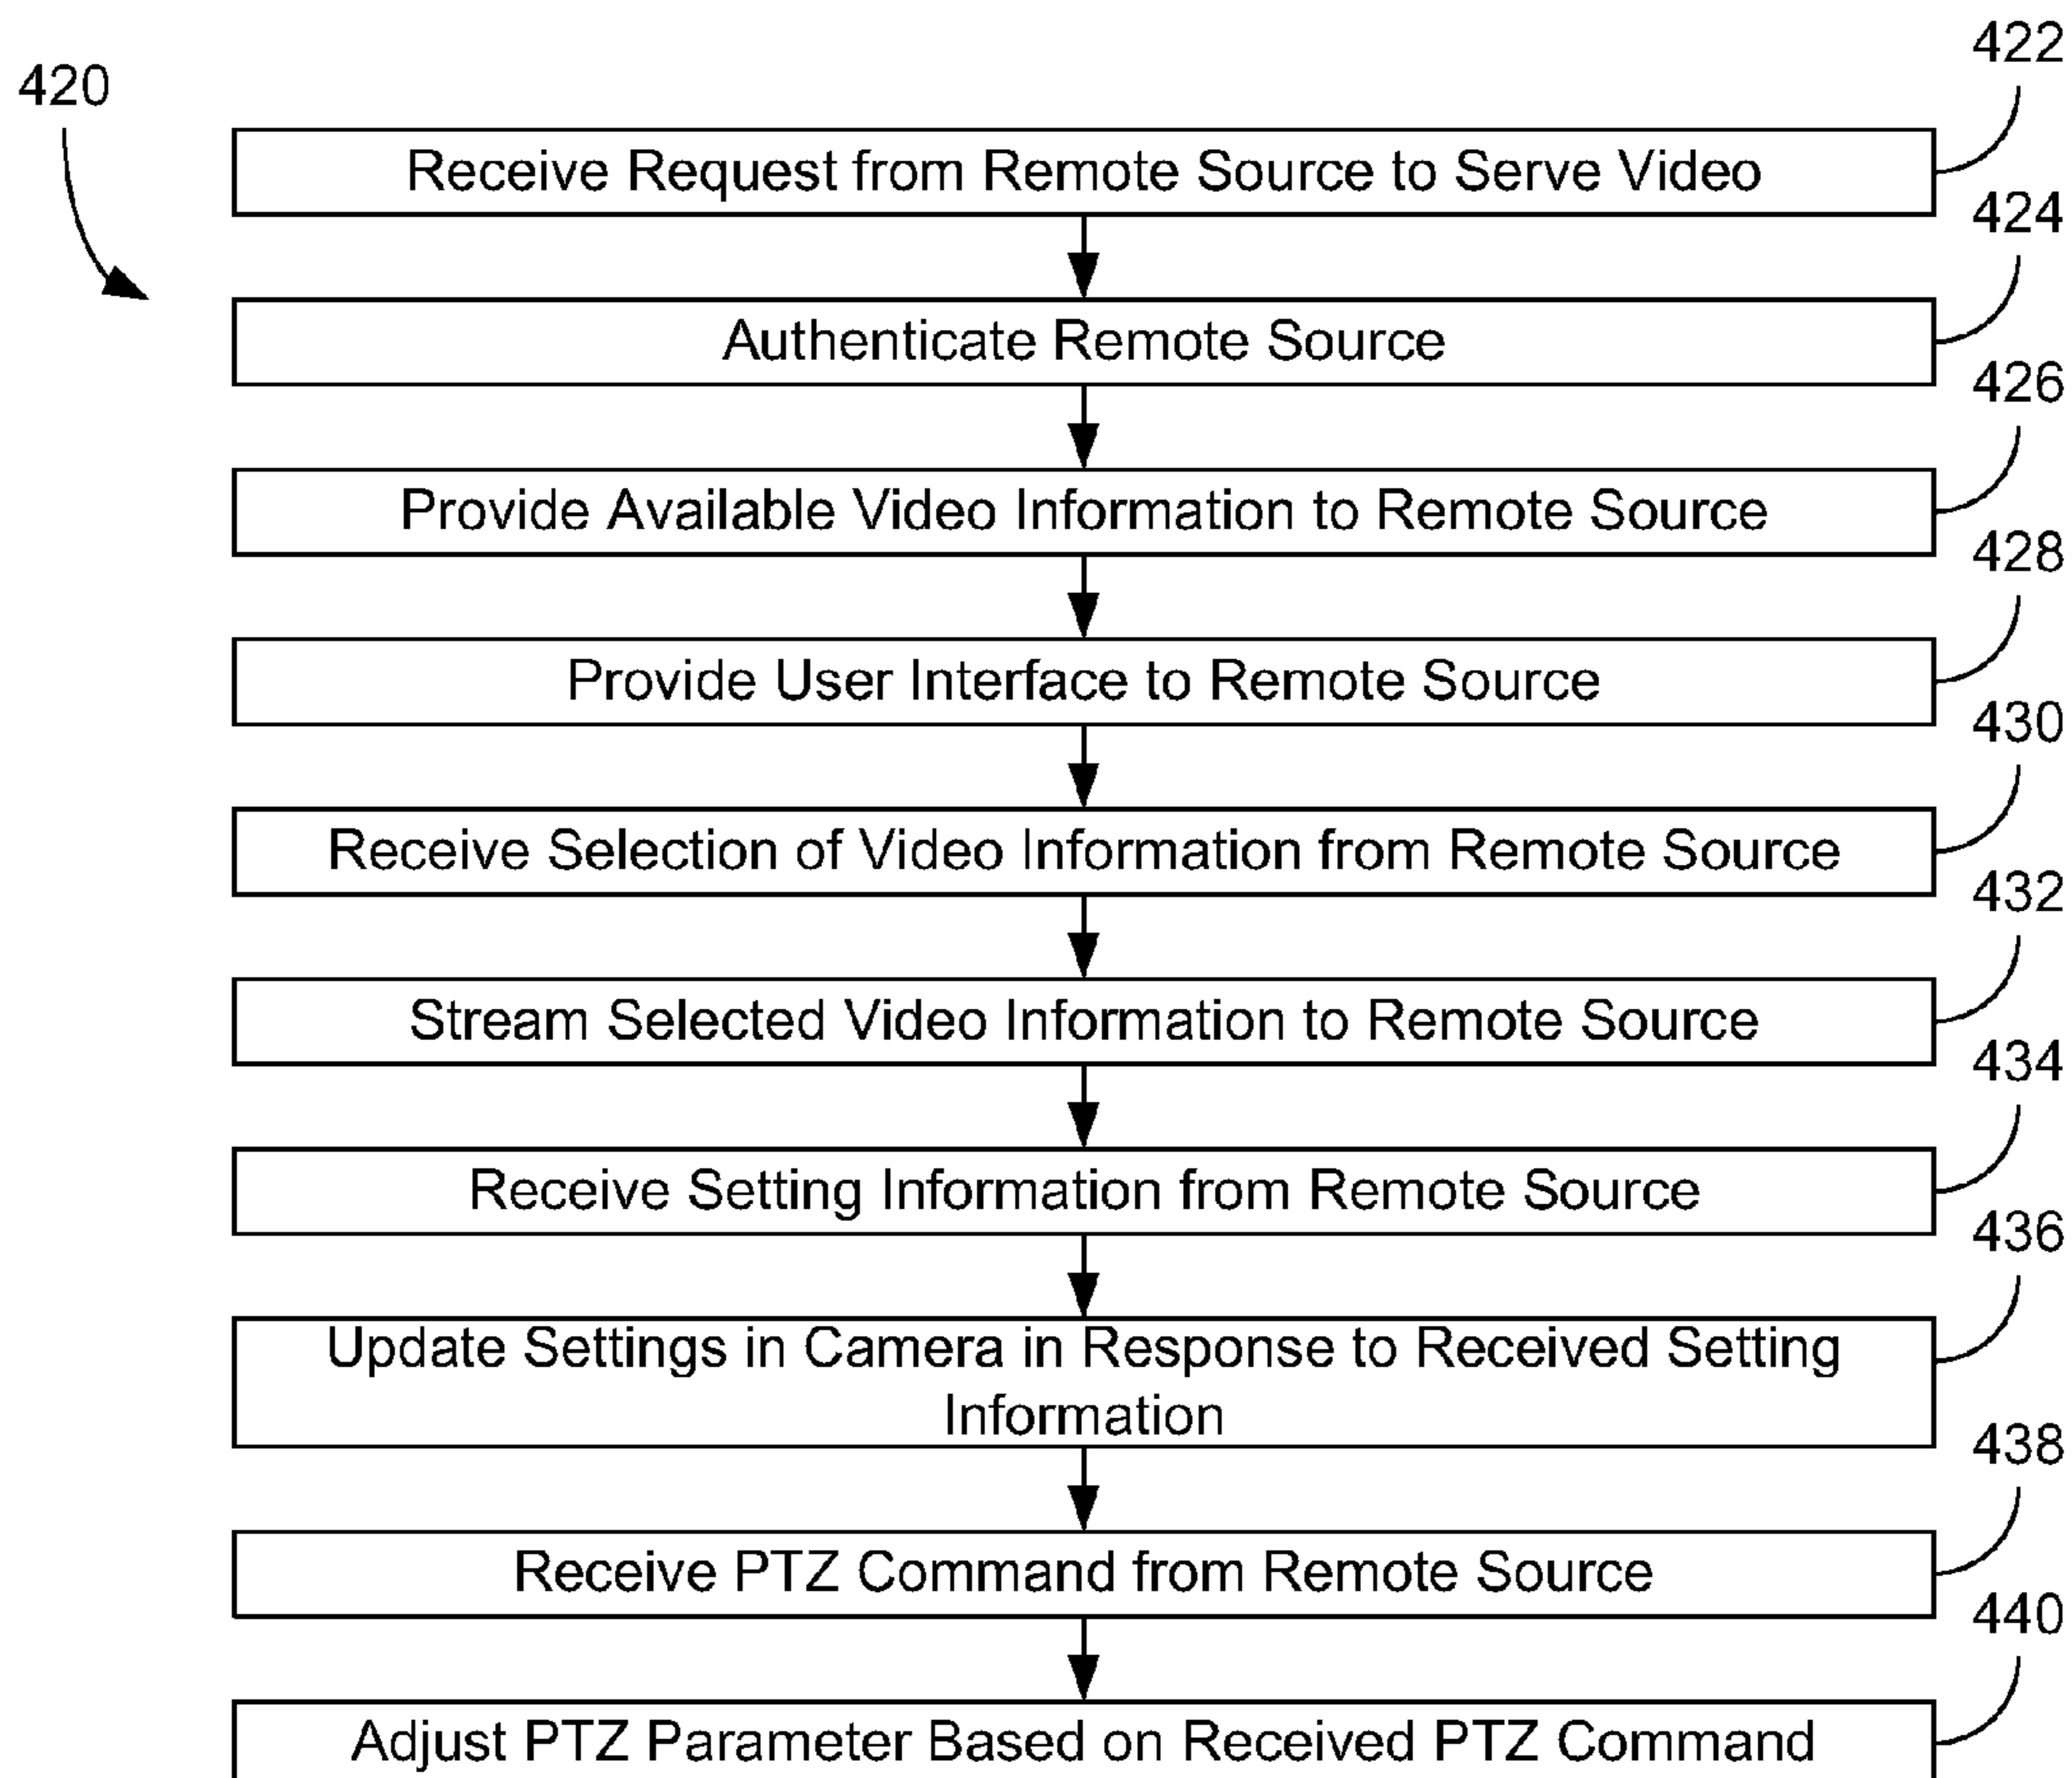 422
420
Receive Request from Remote Source to Serve Video
424
Authenticate Remote Source
426
Provide Available Video Information to Remote Source
428
Provide User Interface to Remote Source
430
Receive Selection of Video Information from Remote Source
432
Stream Selected Video Information to Remote Source
434
Receive Setting Information from Remote Source
436
Update Settings in Camera in Response to Received Setting
Information
438
Receive PTZ Command from Remote Source
440
Adjust PTZ Parameter Based on Received PTZ Command